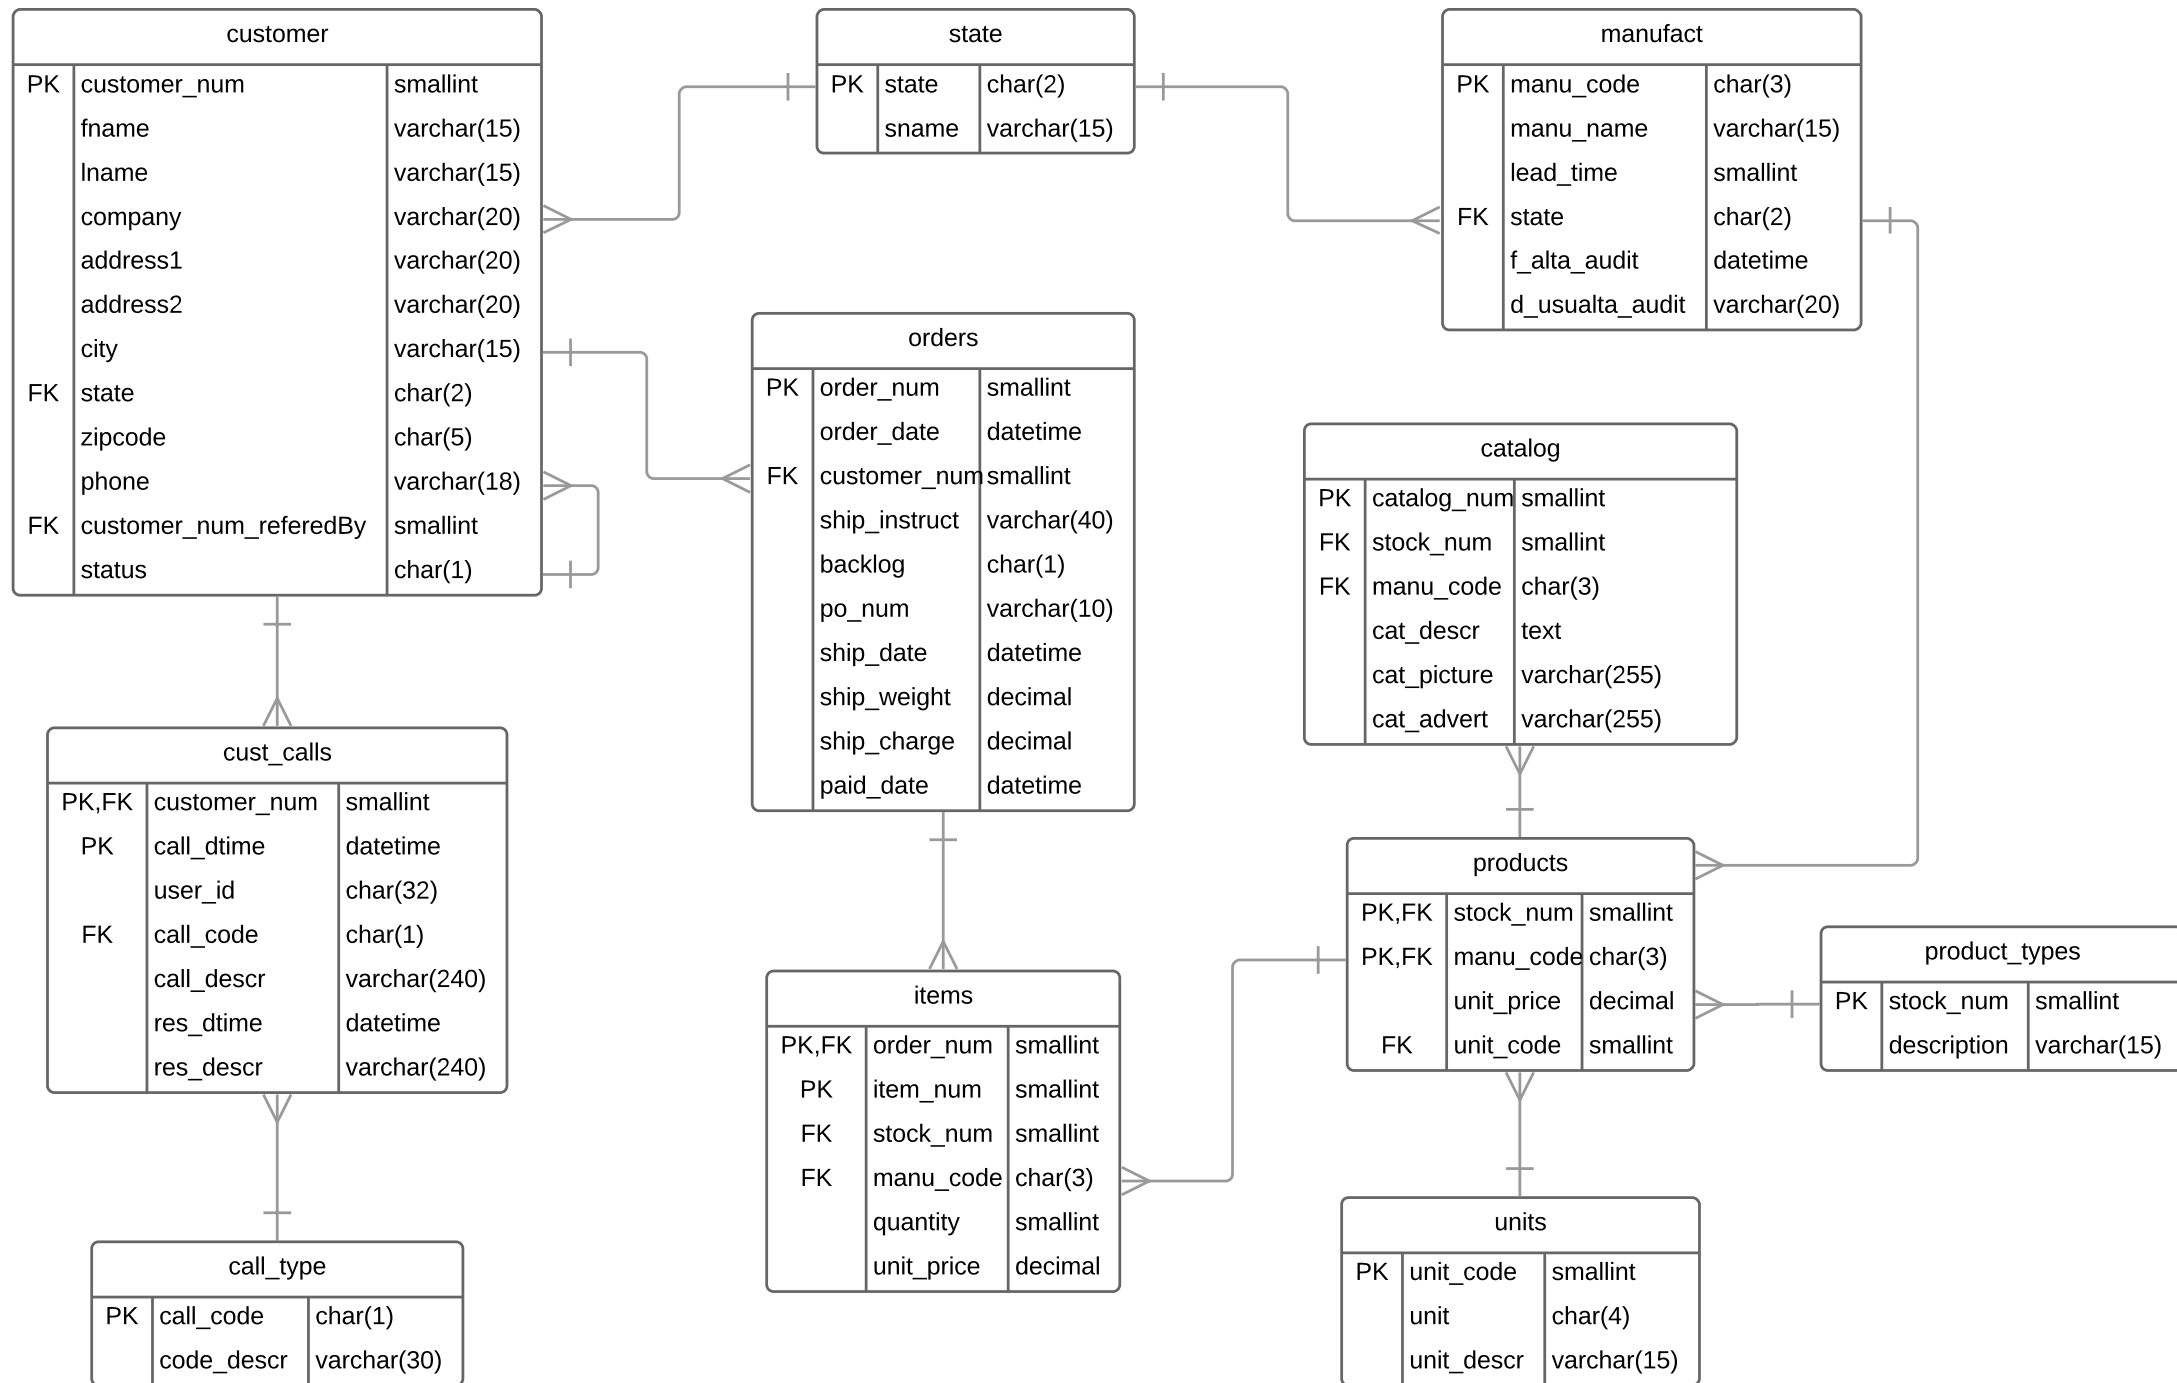 customer
PK customer_num smallint
fname varchar(15)
lname varchar(15)
company varchar(20)
address1 varchar(20)
address2 varchar(20)
city varchar(15)
FK state char(2)
zipcode char(5)
phone varchar(18)
FK customer_num_referedBy smallint
status char(1)
state
PK state char(2)
sname varchar(15)
manufact
PK manu_code char(3)
manu_name varchar(15)
lead_time smallint
FK state char(2)
f_alta_audit datetime
d_usualta_audit varchar(20)
orders
PK order_num smallint
order_date datetime
FK customer_num smallint
ship_instruct varchar(40)
backlog char(1)
po_num varchar(10)
ship_date datetime
ship_weight decimal
ship_charge decimal
paid_date datetime
catalog
PK catalog_num smallint
FK stock_num smallint
FK manu_code char(3)
cat_descr text
cat_picture varchar(255)
cat_advert varchar(255)
cust_calls
PK,FK customer_num smallint
PK call_dtime datetime
user_id char(32)
FK call_code char(1)
call_descr varchar(240)
res_dtime datetime
res_descr varchar(240)
products
PK,FK stock_num smallint
PK,FK manu_code char(3)
unit_price decimal
FK unit_code smallint
product_types
PK stock_num smallint
description varchar(15)
items
PK,FK order_num smallint
PK item_num smallint
FK stock_num smallint
FK manu_code char(3)
quantity smallint
unit_price decimal
call_type
PK call_code char(1)
code_descr varchar(30)
units
PK unit_code smallint
unit char(4)
unit_descr varchar(15)